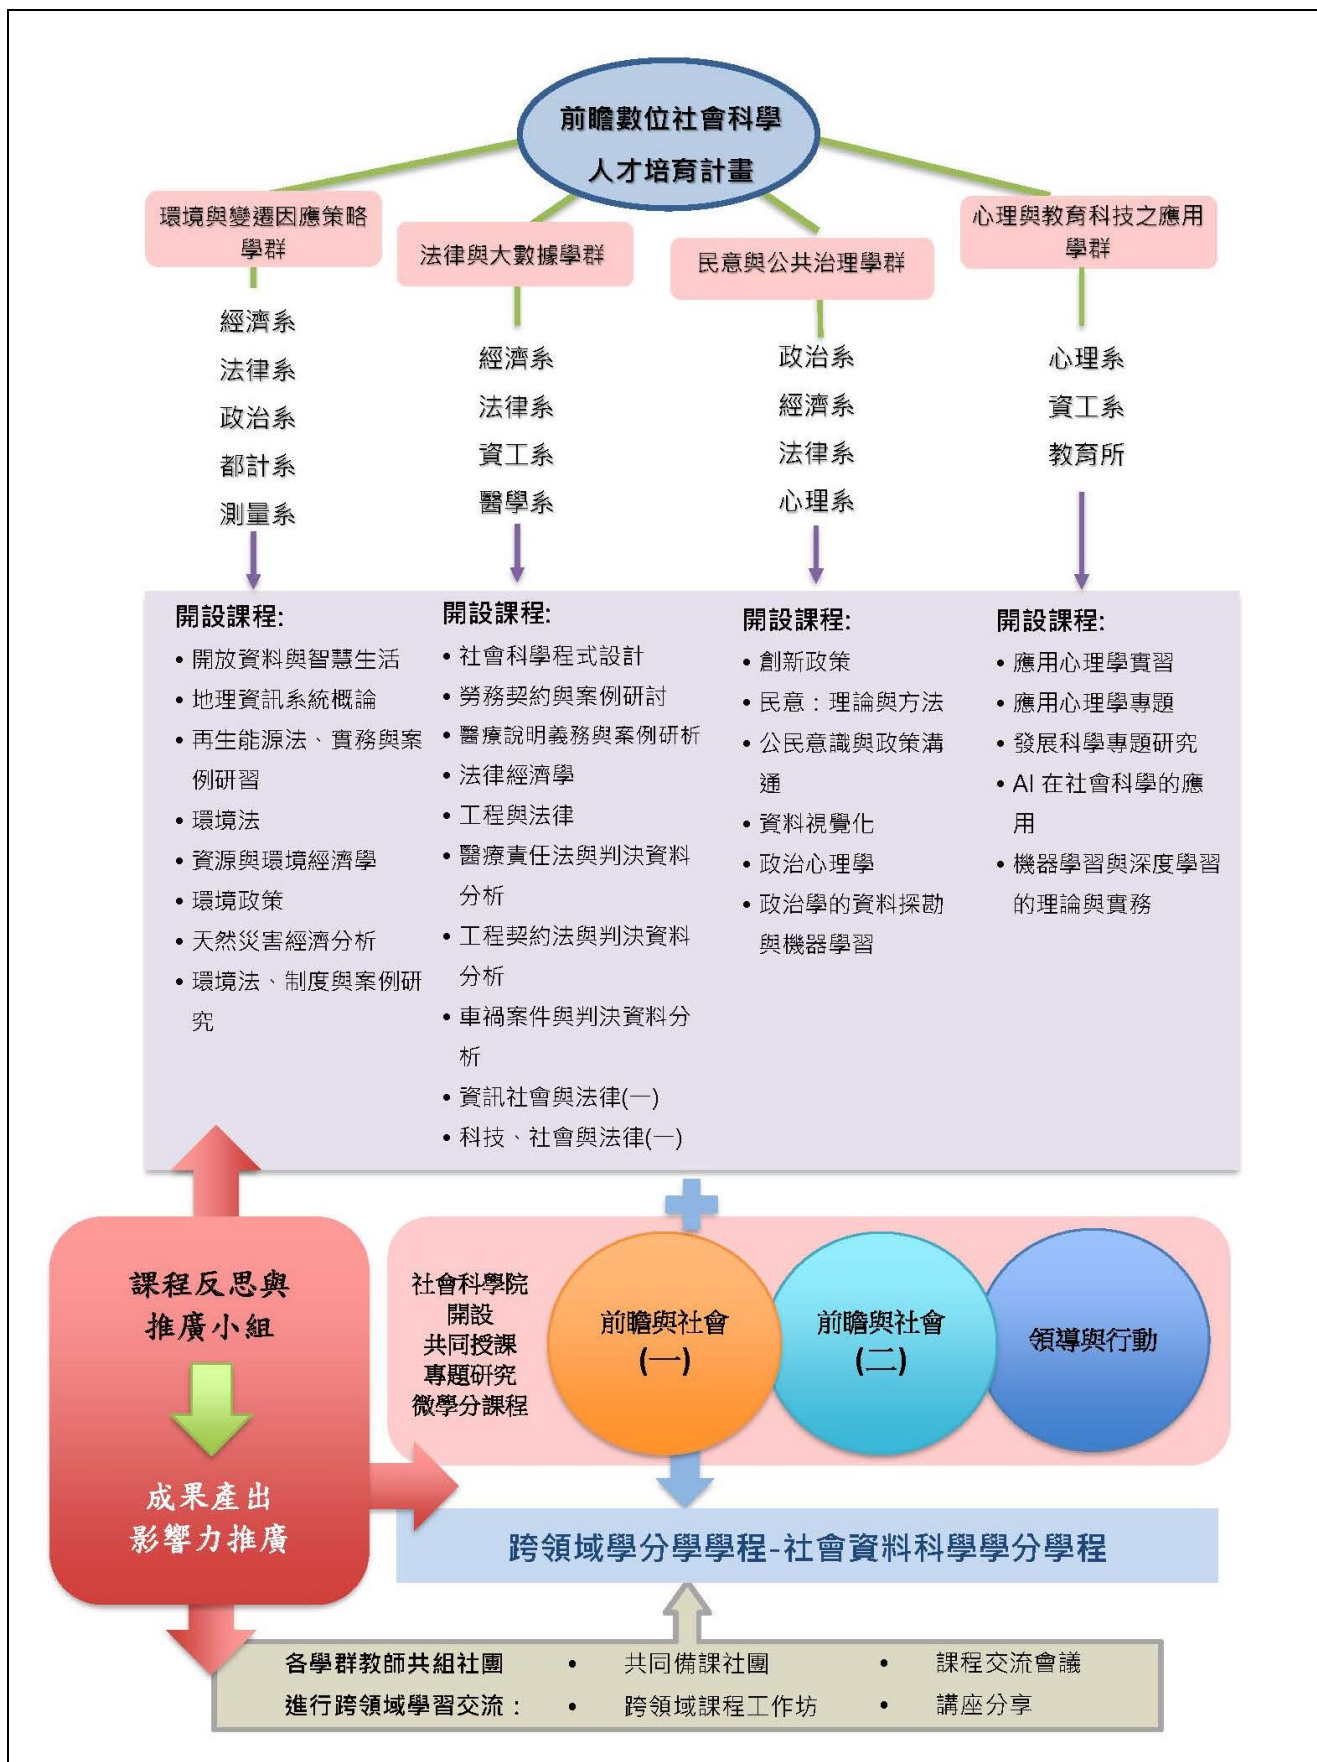 前瞻數位社會科學
人才培育計畫
環境與變遷因應策略
學群
法律與大數據學群
民意與公共治理學群
心理與教育科技之應用
學群
經濟系
法律系
政治系
都計系
測量系
經濟系
法律系
資工系
醫學系
政治系
經濟系
法律系
心理系
心理系
資工系
教育所
開設課程:
• 開放資料與智慧生活
• 地理資訊系統概論
• 再生能源法、實務與案
例研習
• 環境法
• 資源與環境經濟學
• 環境政策
• 天然災害經濟分析
• 環境法、制度與案例研
究
開設課程:
• 社會科學程式設計
• 勞務契約與案例研討
• 醫療說明義務與案例研析
• 法律經濟學
• 工程與法律
• 醫療責任法與判決資料
分析
• 工程契約法與判決資料
分析
• 車禍案件與判決資料分
析
• 資訊社會與法律(一)
• 科技、社會與法律(一)
開設課程:
• 創新政策
• 民意：理論與方法
• 公民意識與政策溝
通
• 資料視覺化
• 政治心理學
• 政治學的資料探勘
與機器學習
開設課程:
• 應用心理學實習
• 應用心理學專題
• 發展科學專題研究
• AI 在社會科學的應
用
• 機器學習與深度學習
的理論與實務
課程反思與
推廣小組
成果產出
影響力推廣
社會科學院
開設
共同授課
專題研究
微學分課程
前瞻與社會
(一)
前瞻與社會
(二)
領導與行動
跨領域學分學學程-社會資料科學學分學程
各學群教師共組社團 • 共同備課社團 • 課程交流會議
進行跨領域學習交流： • 跨領域課程工作坊 • 講座分享